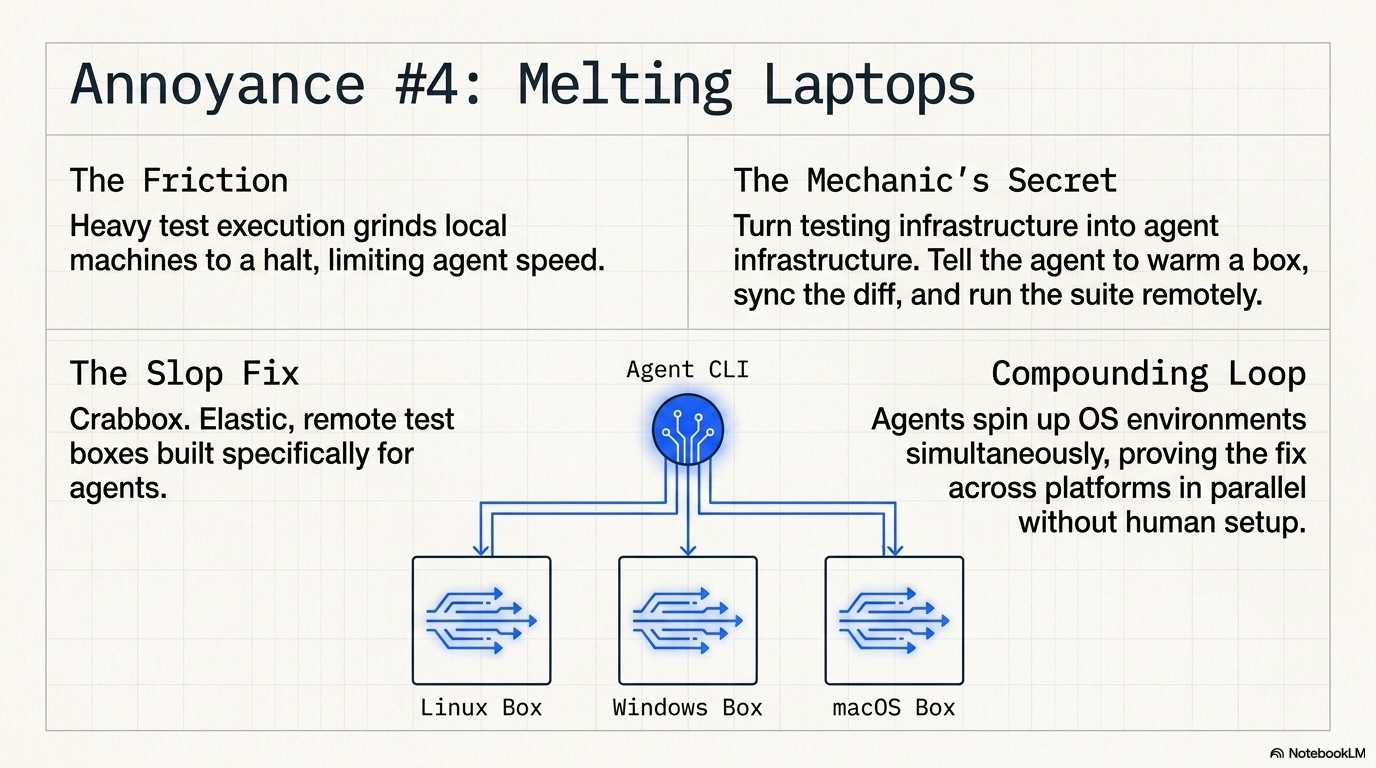 Annoyance #4: Melting Laptops
The Friction
Heavy test execution grinds local
machines to a halt, limiting agent speed.
The Mechanic's Secret
Turn testing infrastructure into agent
infrastructure. Tell the agent to warm a box,
sync the diff, and run the suite remotely.
The Slop Fix
Crabbox. Elastic, remote test
boxes built specifically for
agents.
Agent CLI
Linux Box
Windows Box
macOS Box
Compounding Loop
Agents spin up OS environments
simultaneously, proving the fix
across platforms in parallel
without human setup.
NotebookLM